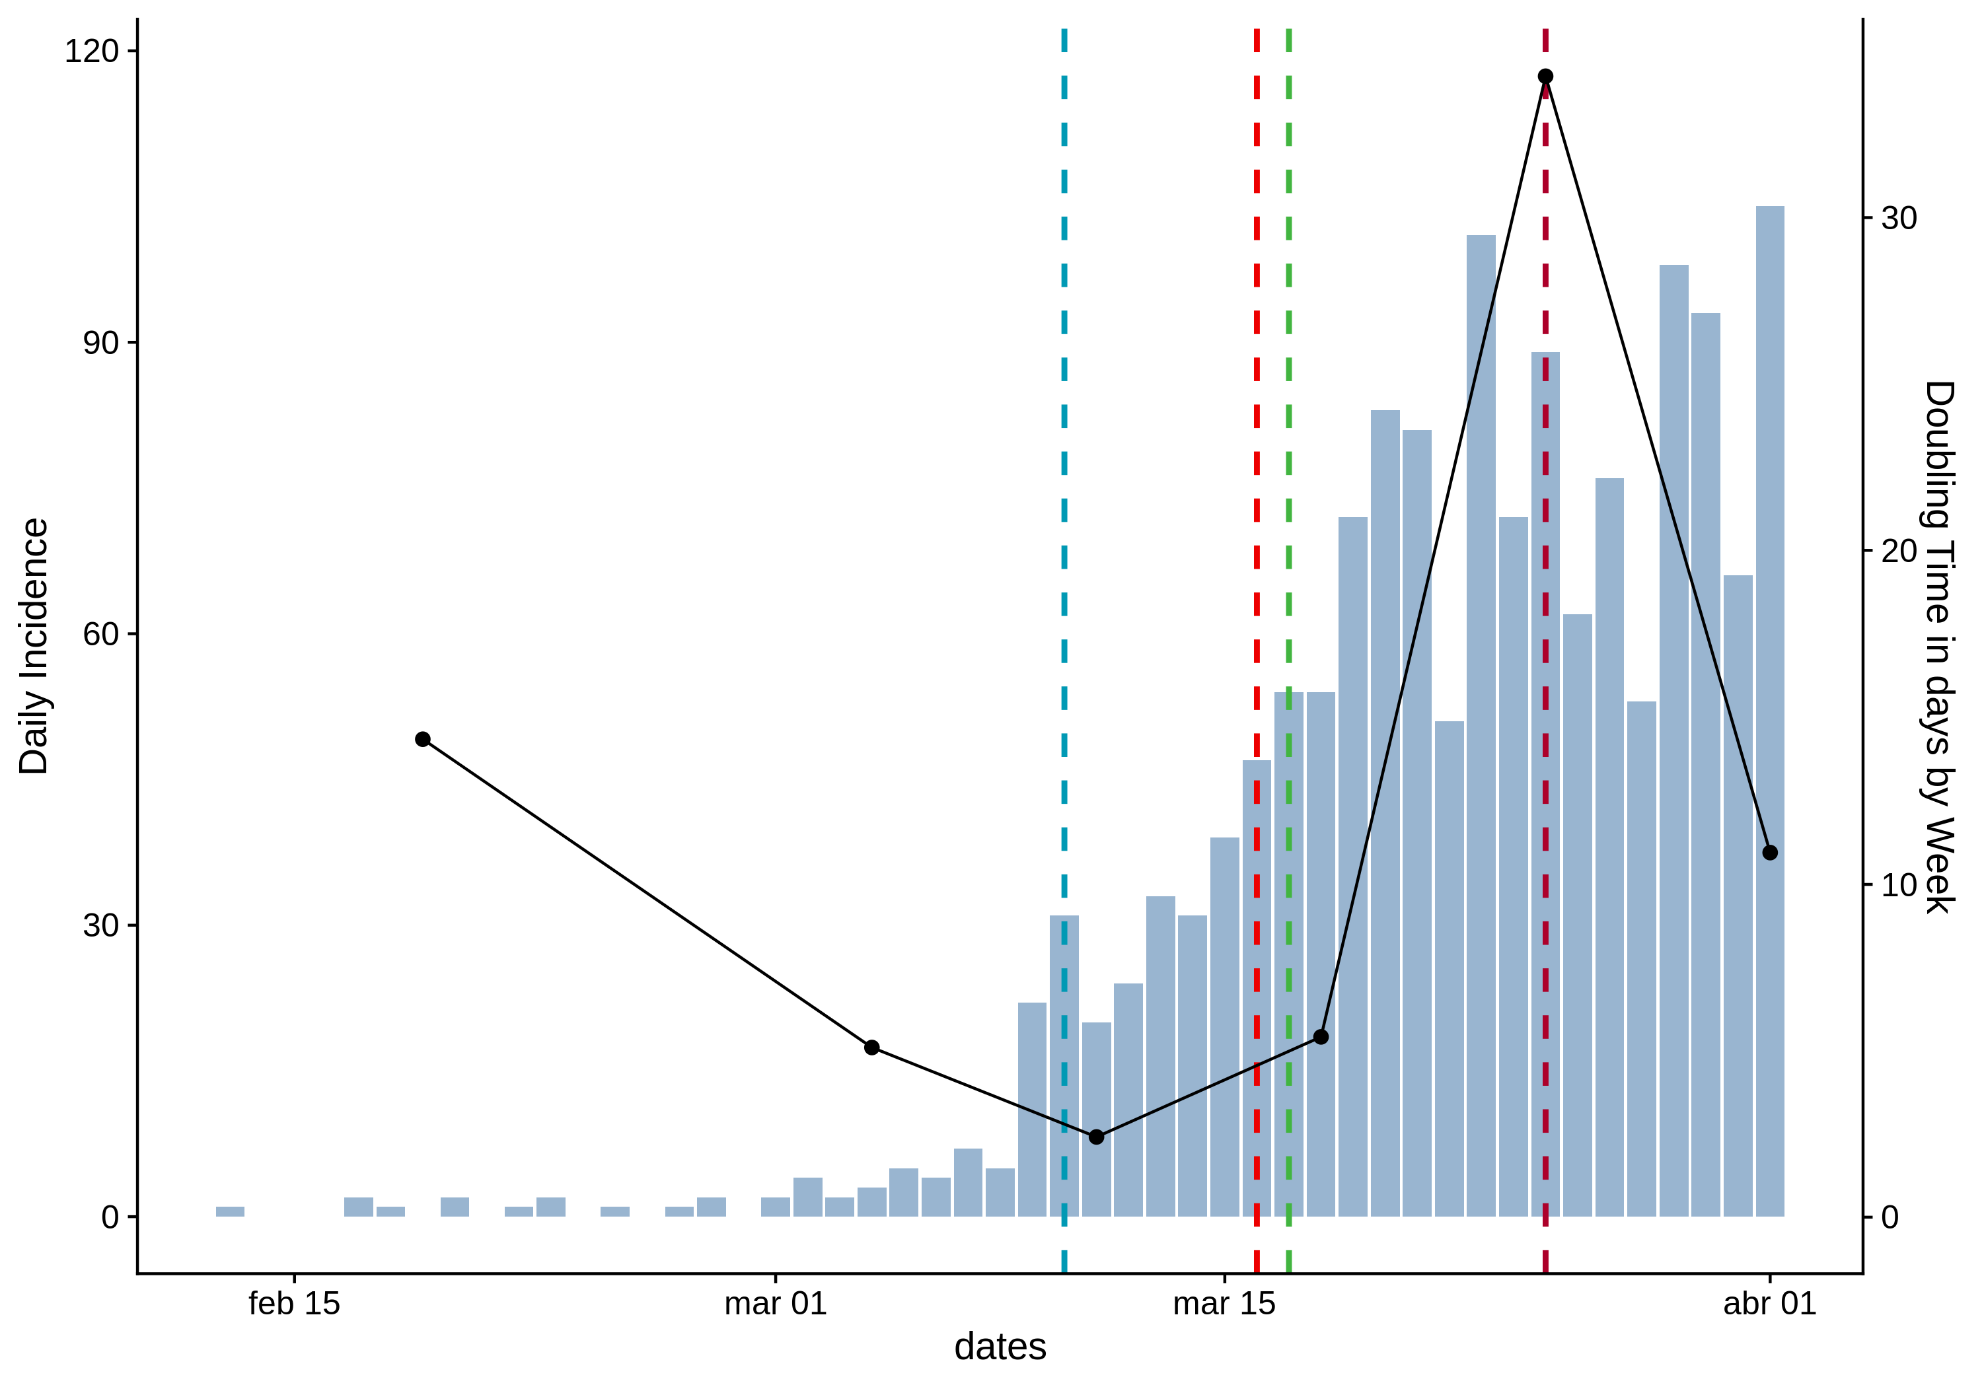 120
90
60
30
0
Daily Incidence
30
20
10
0
Doubling Time in days by Week
feb 15
mar 01
mar 15
abr 01
dates